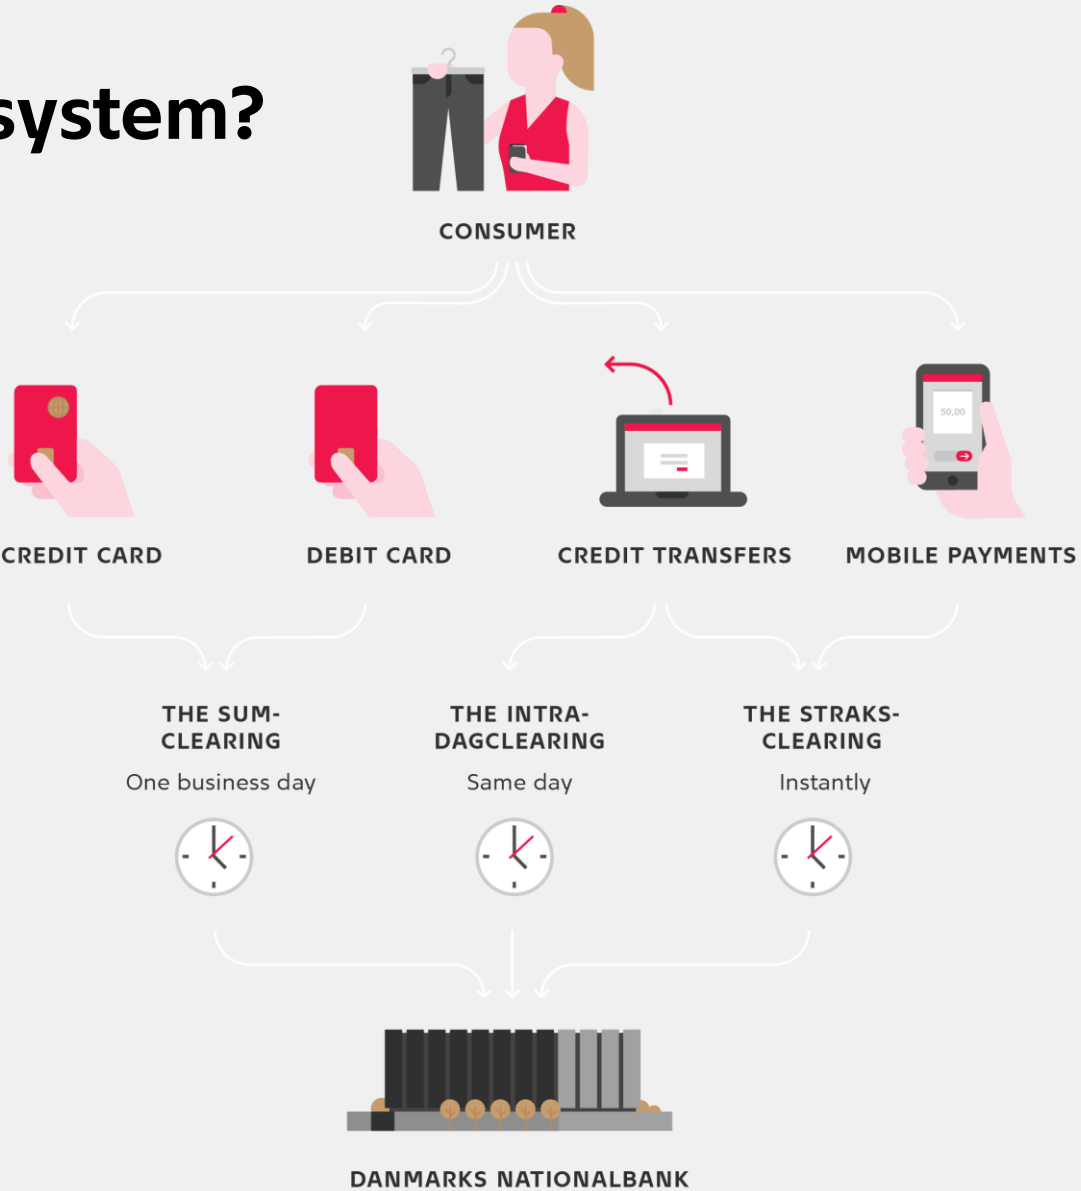 system?
CONSUMER
50,00
CREDIT CARD
DEBIT CARD
CREDIT TRANSFERS
MOBILE PAYMENTS
THE SUM-
CLEARING
One business day
THE INTRA-
DAGCLEARING
Same day
THE STRAKS-
CLEARING
Instantly
DANMARKS NATIONALBANK